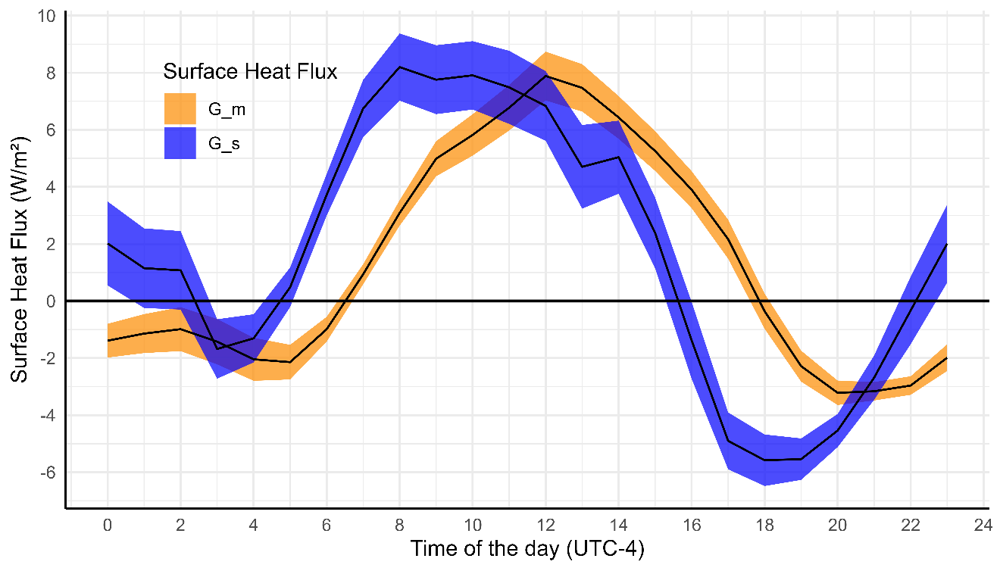 Surface Heat Flux (W/m²)
10
8
6
4
2
0
-2
-4
-6
Surface Heat Flux
G_m
G_s
0 2 4 6 8 10 12 14 16 18 20 22 24
Time of the day (UTC-4)